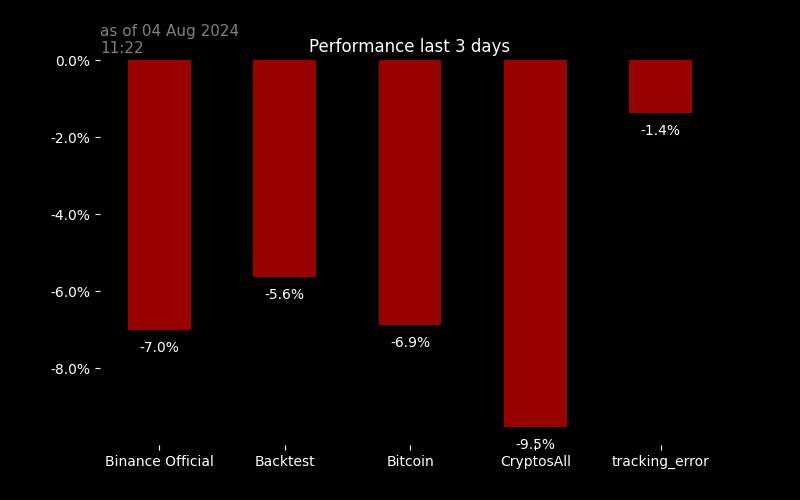 as of 04 Aug 2024
11:22
Performance last 3 days
0.0%
-2.0%
-4.0%
-6.0%
-8.0%
-7.0%
-5.6%
-6.9%
-9.5%
-1.4%
Binance Official
Backtest
Bitcoin
CryptosAll
tracking_error